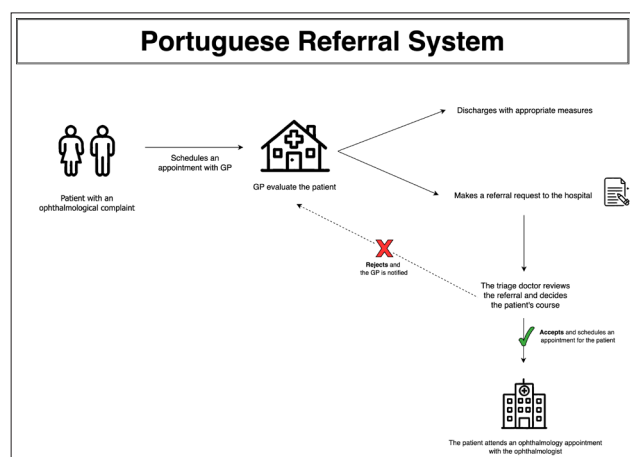 Portuguese Referral System
Discharges with appropriate measures
Schedules an
appointment with GP
Patient with an
ophthalmological complaint
GP evaluate the patient
Makes a referral request to the hospital
Rejects and
the GP is notified
The triage doctor reviews
the referral and decides
the patient's course
Accepts and schedules an
appointment for the patient
The patient attends an ophthalmology appointment
with the ophthalmologist